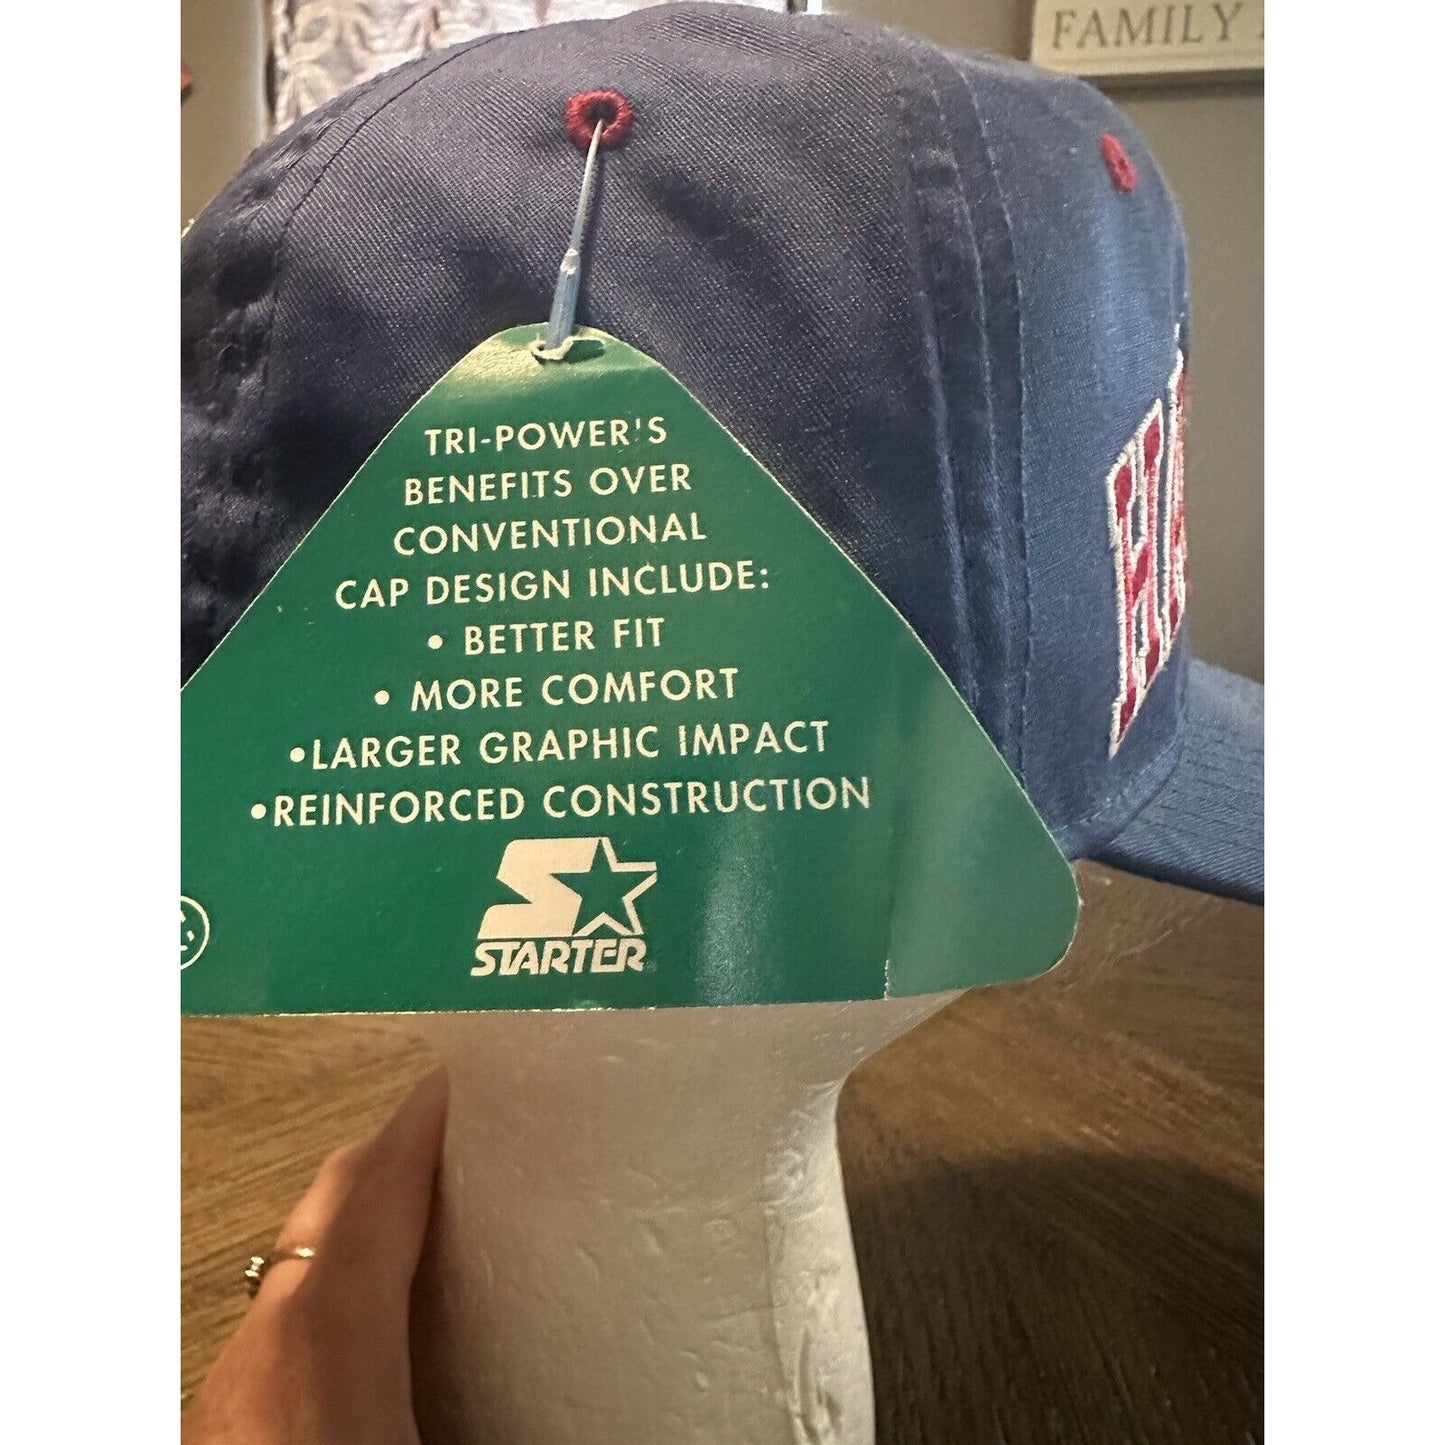 FAMILY
TRI-POWER'S
BENEFITS OVER
CONVENTIONAL
CAP DESIGN INCLUDE:
• BETTER FIT
• MORE COMFORT
•LARGER GRAPHIC IMPACT
•REINFORCED CONSTRUCTION
STARTER